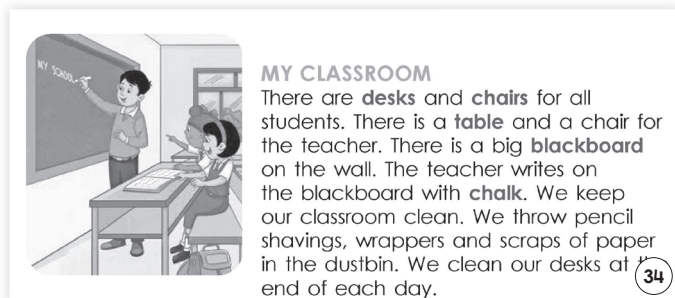 MY SCHOOL
MY CLASSROOM
There are desks and chairs for all
students. There is a table and a chair for
the teacher. There is a big blackboard
on the wall. The teacher writes on
the blackboard with chalk. We keep
our classroom clean. We throw pencil
shavings, wrappers and scraps of paper
in the dustbin. We clean our desks at
end of each day.
34